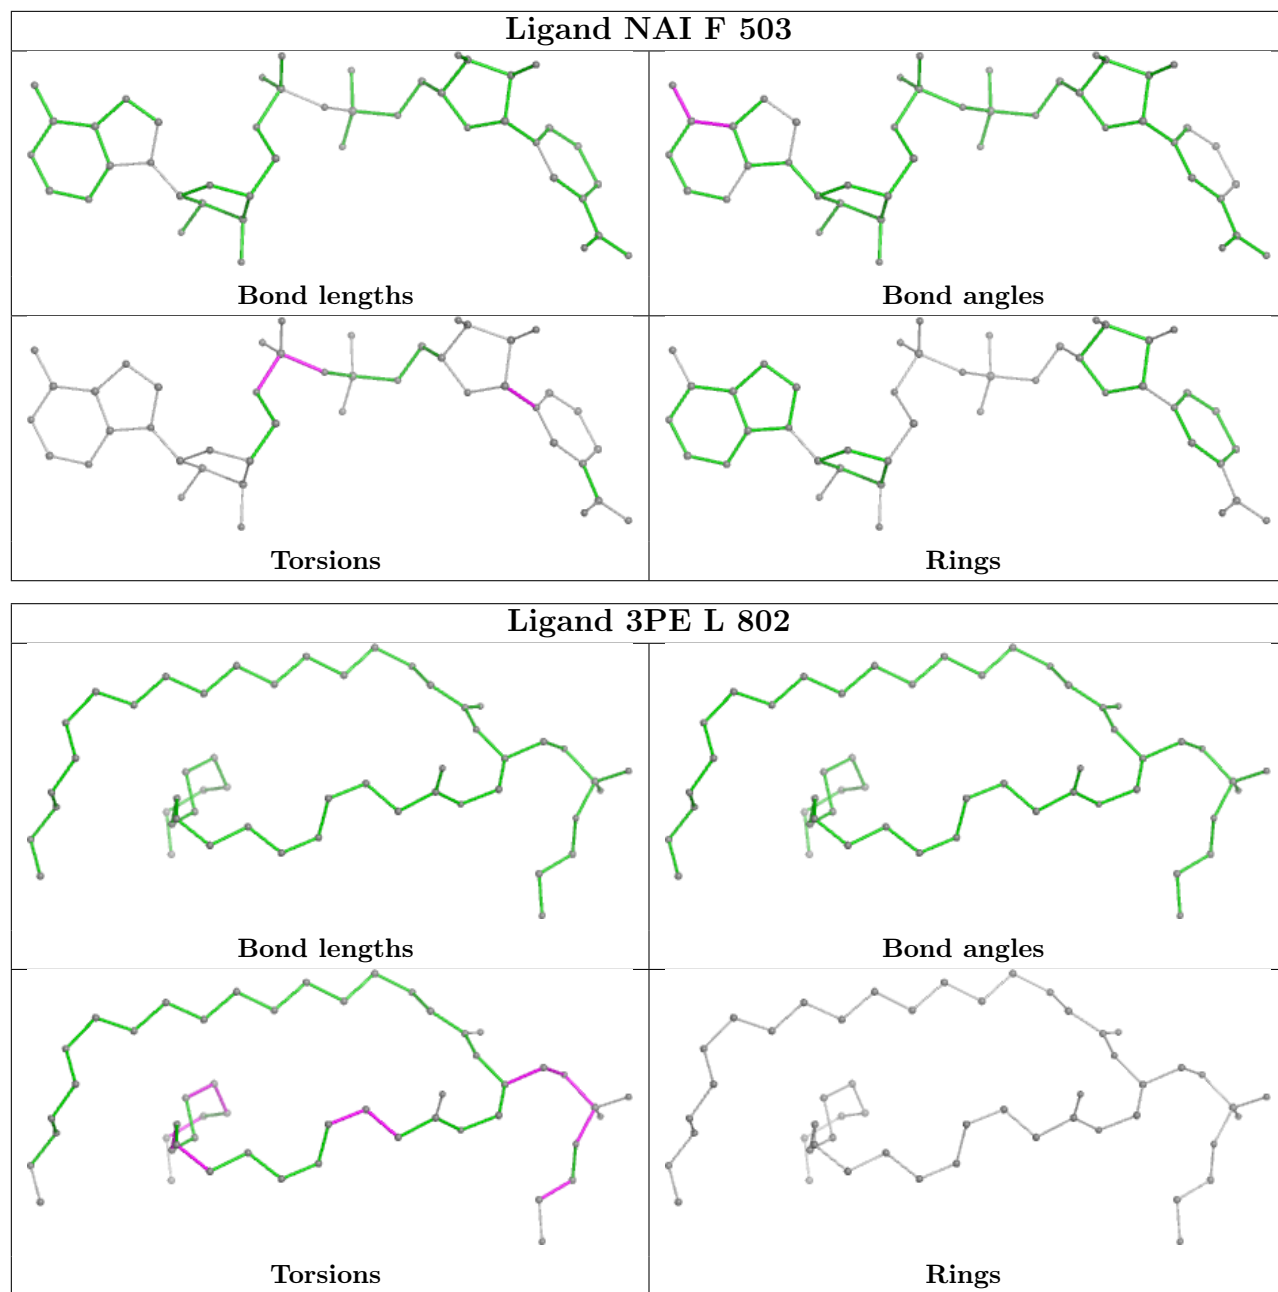 Ligand NAI F 503
Bond lengths
Bond angles
Torsions
Rings
Ligand 3PE L 802
Bond lengths
Bond angles
Torsions
Rings